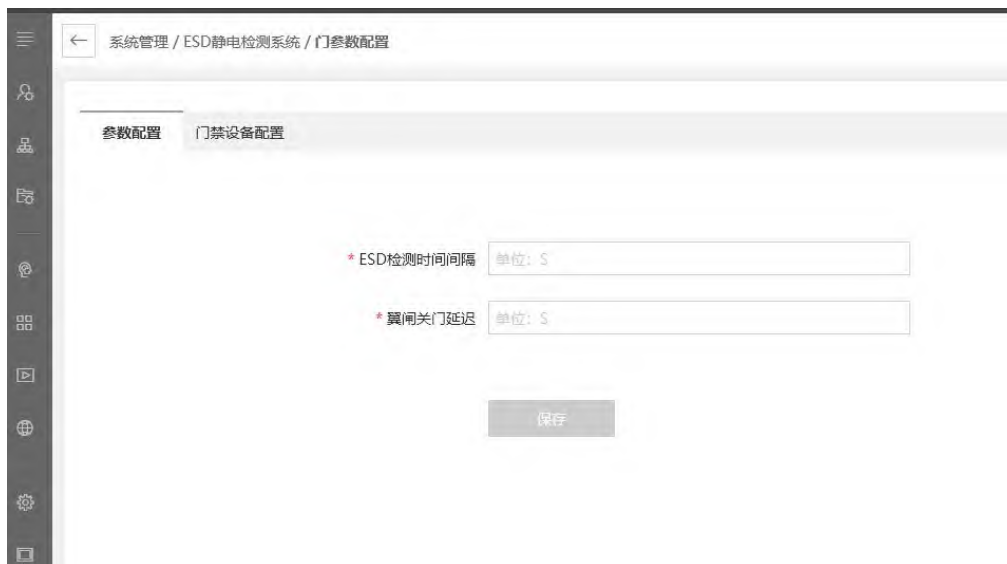 系统管理 / ESD静电检测系统 / 门参数配置
参数配置 门禁设备配置
* ESD检测时间间隔 单位：S
* 翼闸关门延迟 单位：S
保存